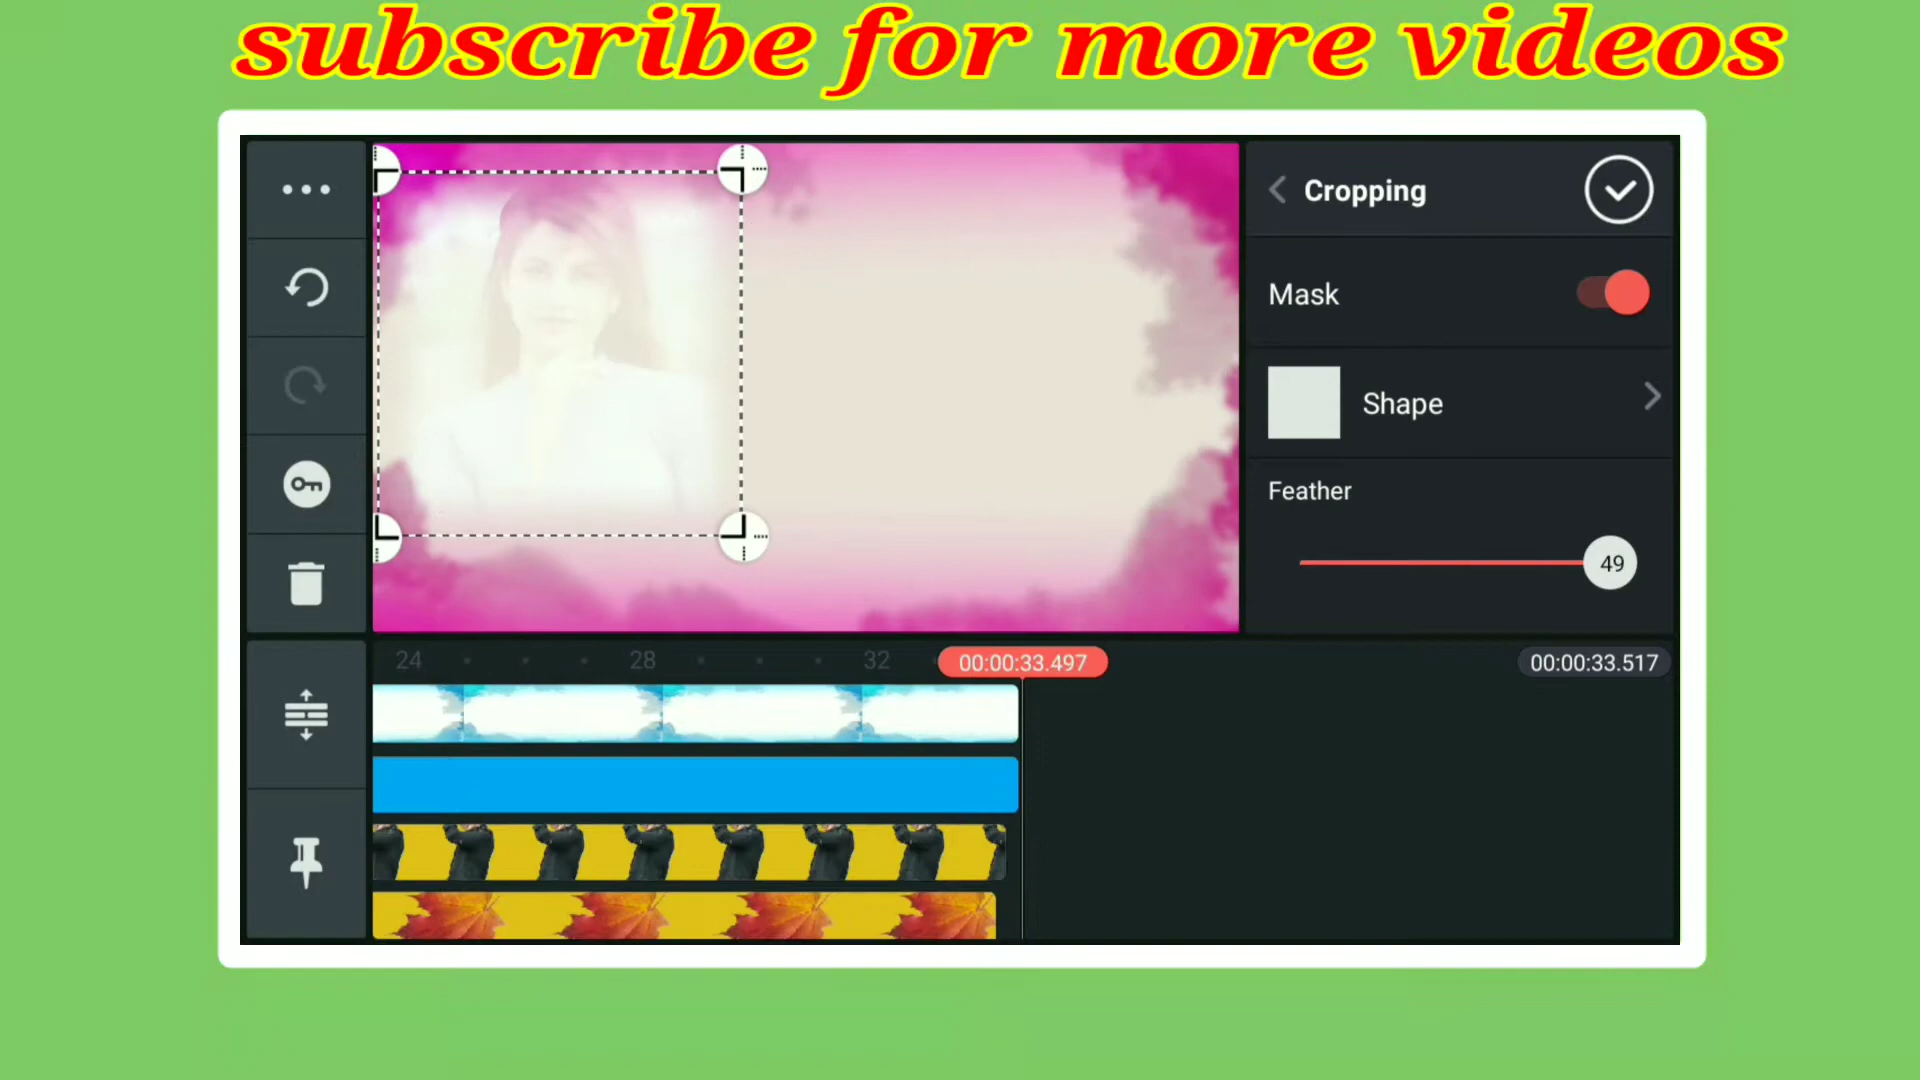 subscribe for more videos
Cropping
Mask
Shape
Feather
49
24
28
32
00:00:33.497
00:00:33.517